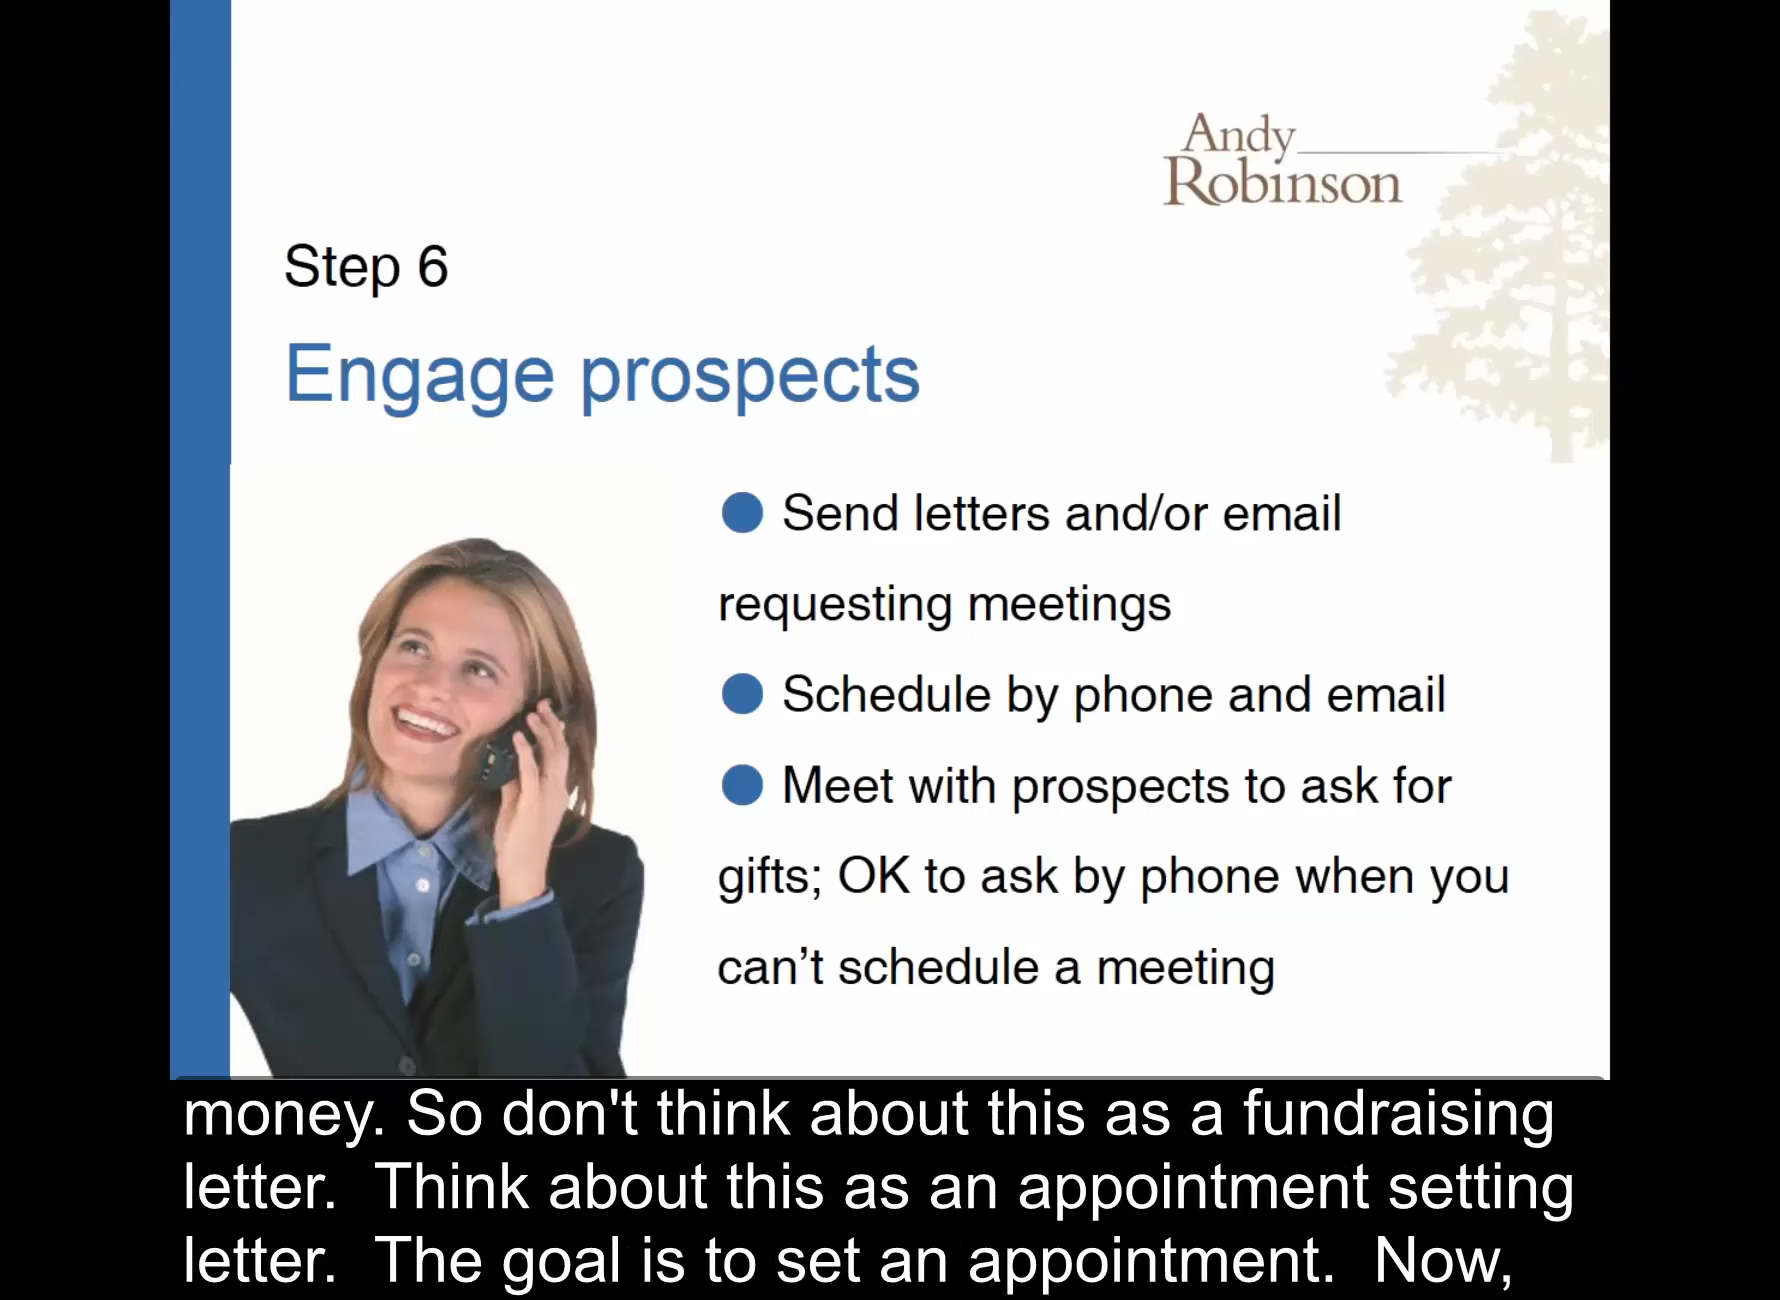 Andy
Robinson
Step 6
Engage prospects
● Send letters and/or email
requesting meetings
● Schedule by phone and email
● Meet with prospects to ask for
gifts; OK to ask by phone when you
can’t schedule a meeting
money. So don't think about this as a fundraising
letter.  Think about this as an appointment setting
letter.  The goal is to set an appointment.  Now,